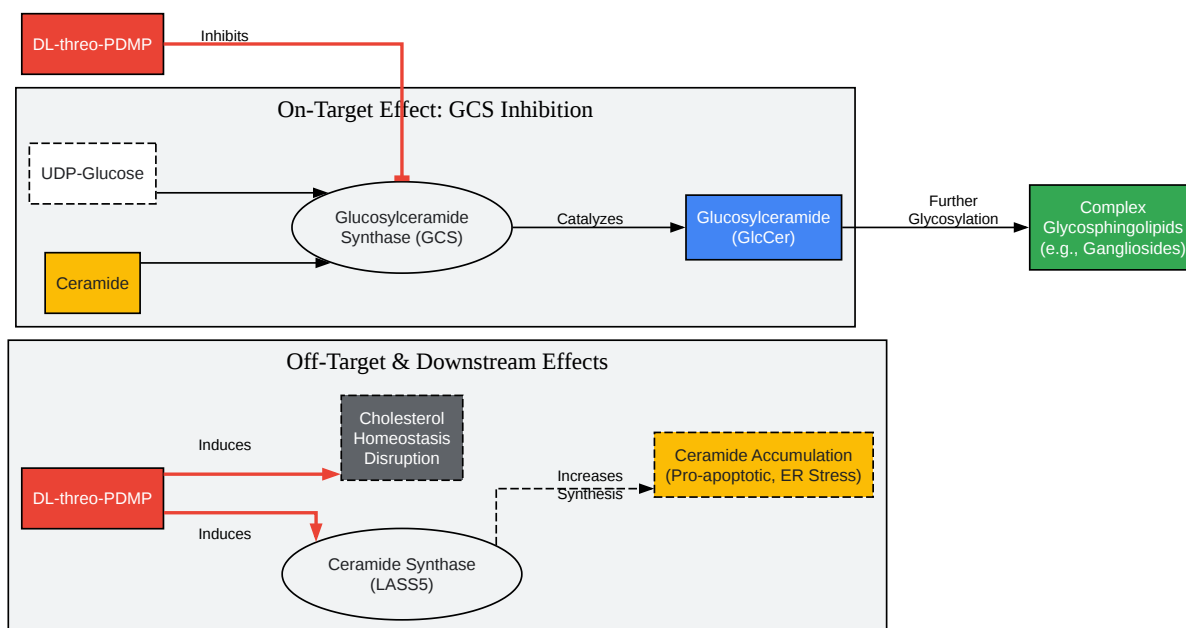 DL-threo-PDMP
Inhibits
On-Target Effect: GCS Inhibition
UDP-Glucose
Ceramide
Glucosylceramide
Synthase (GCS)
Catalyzes
Glucosylceramide
(GlcCer)
Further
Glycosylation
Complex
Glycosphingolipids
(e.g., Gangliosides)
Off-Target & Downstream Effects
DL-threo-PDMP
Induces
Cholesterol
Homeostasis
Disruption
Induces
Ceramide Synthase
(LASS5)
Increases
Synthesis
Ceramide Accumulation
(Pro-apoptotic, ER Stress)